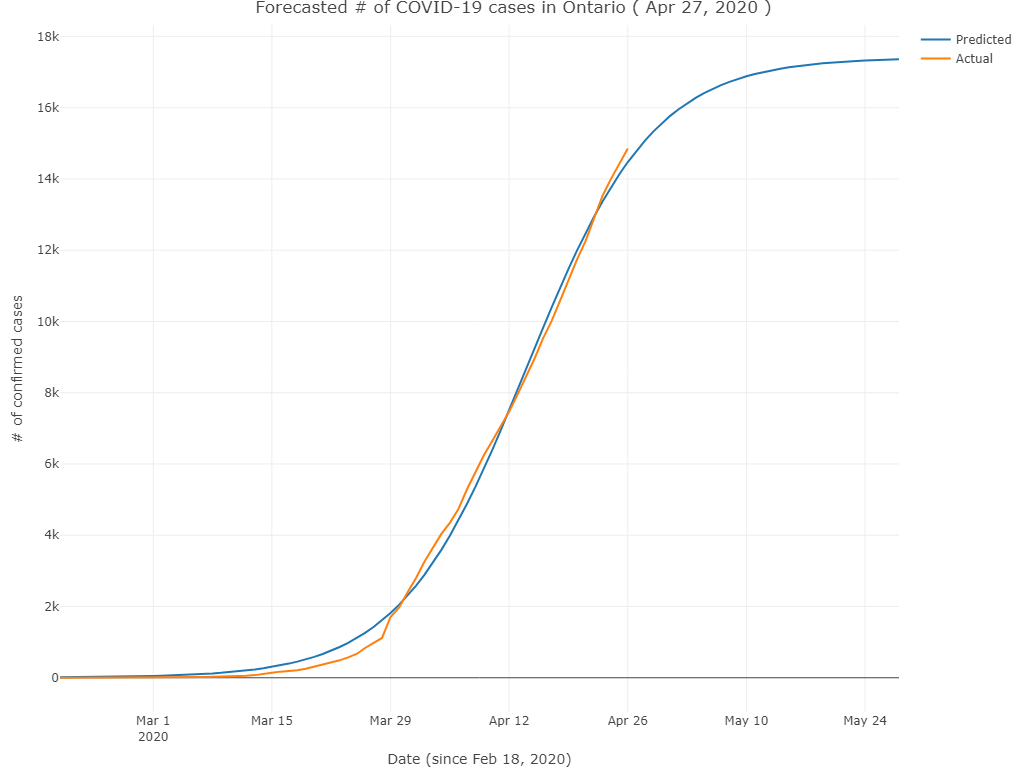 Forecasted # of COVID-19 cases in Ontario ( Apr 27, 2020 )
Predicted
Actual
18k
16k
14k
12k
10k
8k
6k
4k
2k
0
# of confirmed cases
Mar 1
2020
Mar 15
Mar 29
Apr 12
Apr 26
May 10
May 24
Date (since Feb 18, 2020)